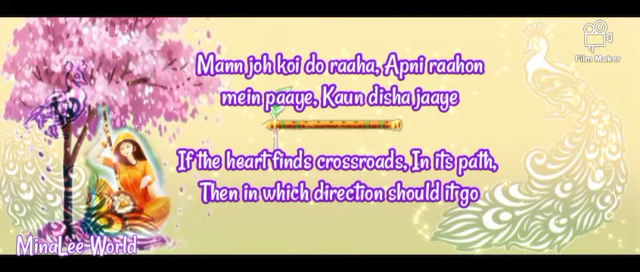 Mann joh koi do raaha, Apni raahon
mein paaye, Kaun disha jaaye
If the heart finds crossroads, In its path,
Then in which direction should it go
Film Maker
MinaLee World